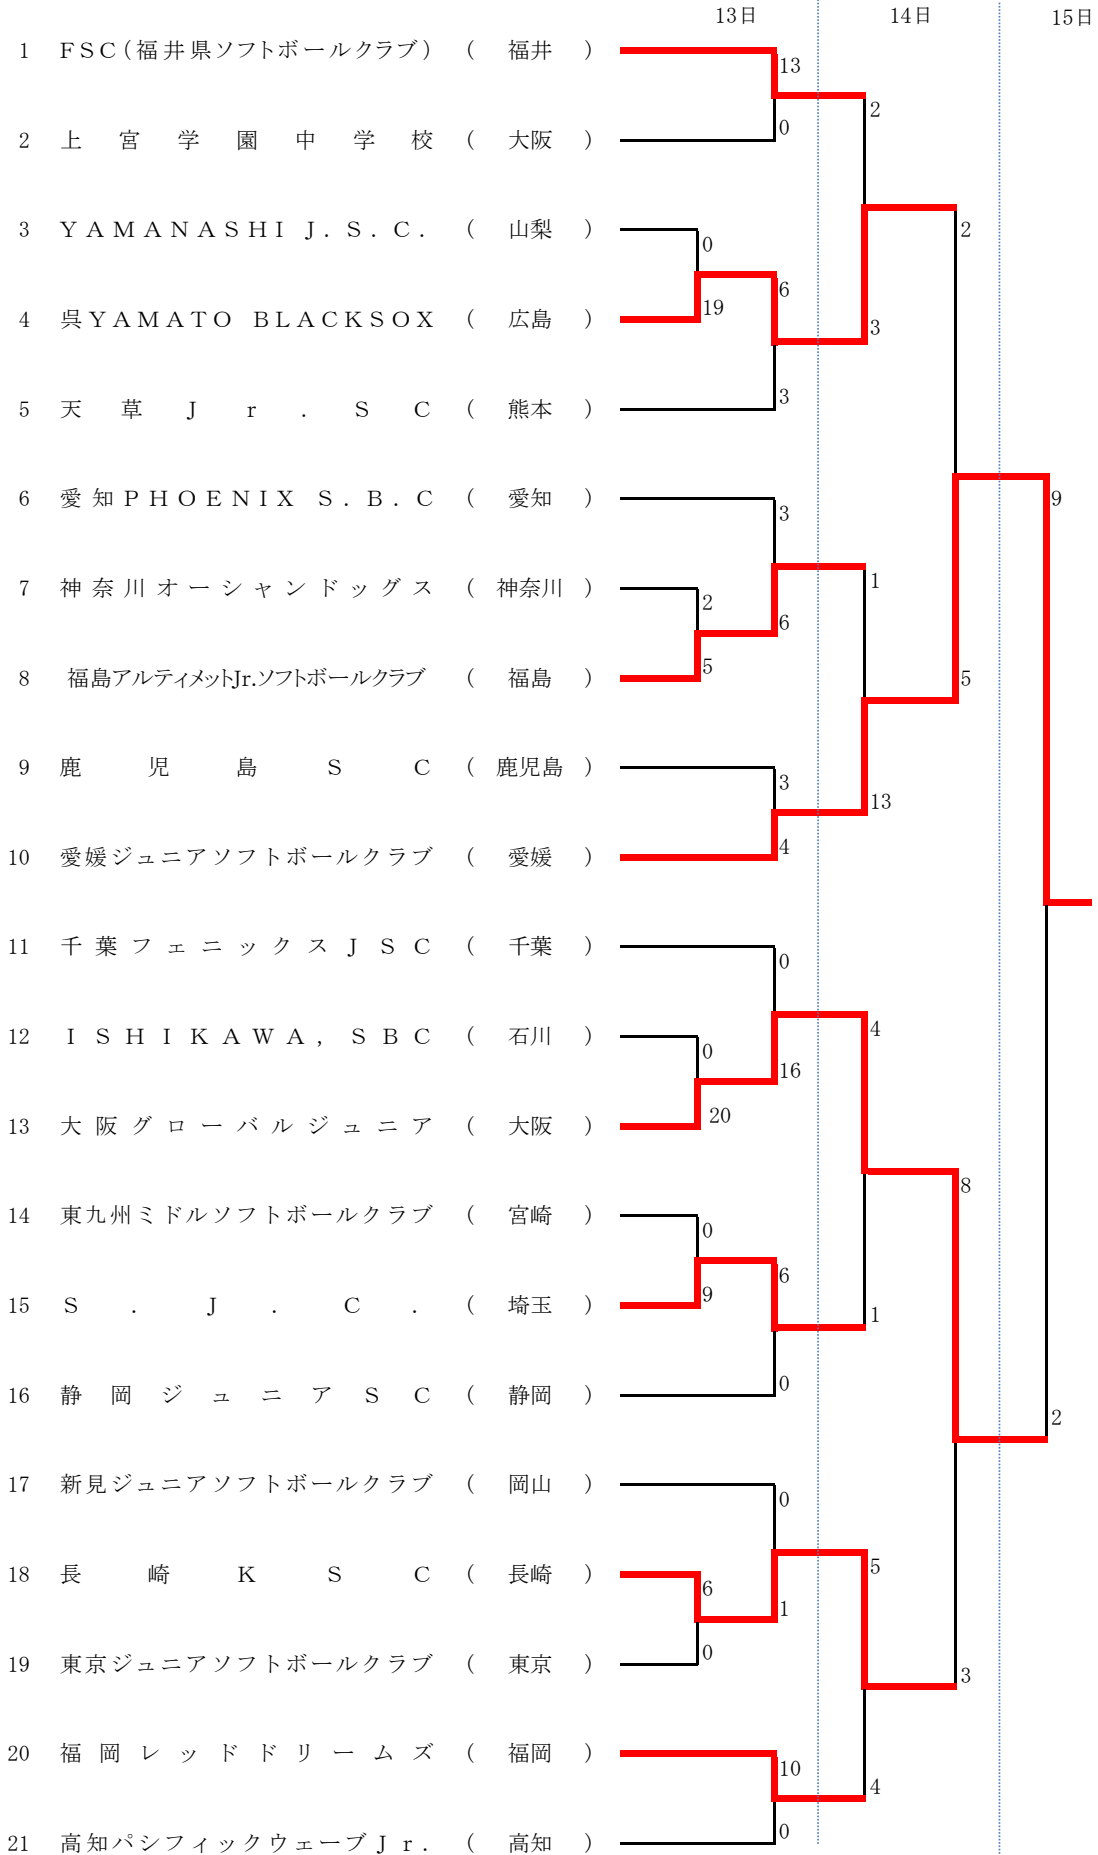 13日 14日 15日
1 FSC(福井県ソフトボールクラブ) ( 福井 )
13
2
0
2 上宮学園中学校 ( 大阪 )
3 YAMANASHI J.S.C. ( 山梨 )
2
0
6
19
4 呉YAMATO BLACKSOX ( 広島 )
3
3
5 天草Jr.SC ( 熊本 )
6 愛知PHOENIX S.B.C ( 愛知 )
9
3
1
7 神奈川オーシャンドッグス ( 神奈川 )
2
6
5
8 福島アルティメットJr.ソフトボールクラブ ( 福島 )
5
9 鹿児島SC ( 鹿児島 )
3
13
4
10 愛媛ジュニアソフトボールクラブ ( 愛媛 )
11 千葉フェニックスJSC ( 千葉 )
0
4
12 ISHIKAWA,SBC ( 石川 )
0
16
20
13 大阪グローバルジュニア ( 大阪 )
8
14 東九州ミドルソフトボールクラブ ( 宮崎 )
0
6
9
15 S.J.C. ( 埼玉 )
1
0
16 静岡ジュニアSC ( 静岡 )
2
17 新見ジュニアソフトボールクラブ ( 岡山 )
0
5
18 長崎KSC ( 長崎 )
6
1
0
19 東京ジュニアソフトボールクラブ ( 東京 )
3
20 福岡レッドドリームズ ( 福岡 )
10
4
0
21 高知パシフィックウェーブJr. ( 高知 )